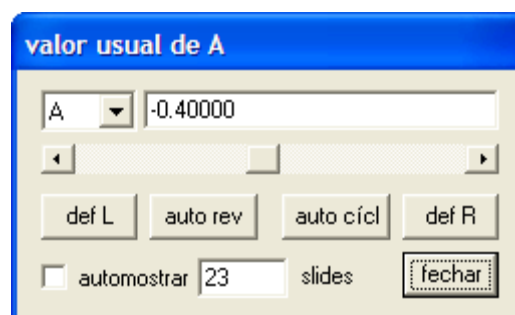 valor usual de A
A -0.40000
def L auto rev auto cícl def R
automostrar 23 slides fechar